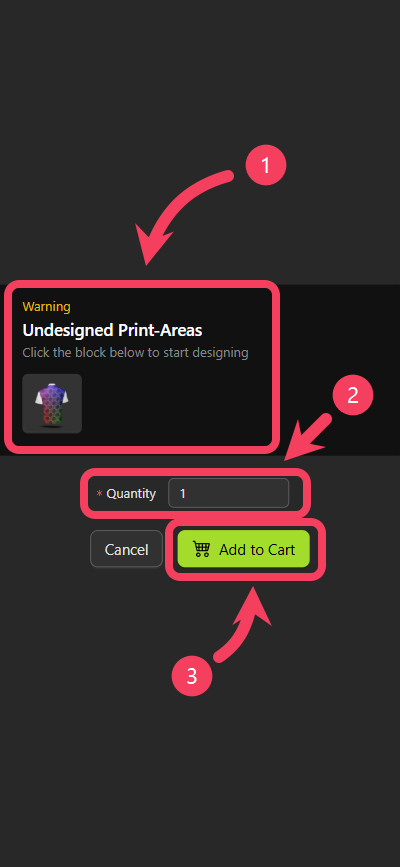 1
Warning
Undesigned Print-Areas
Click the block below to start designing
2
* Quantity 1
Cancel Add to Cart
3